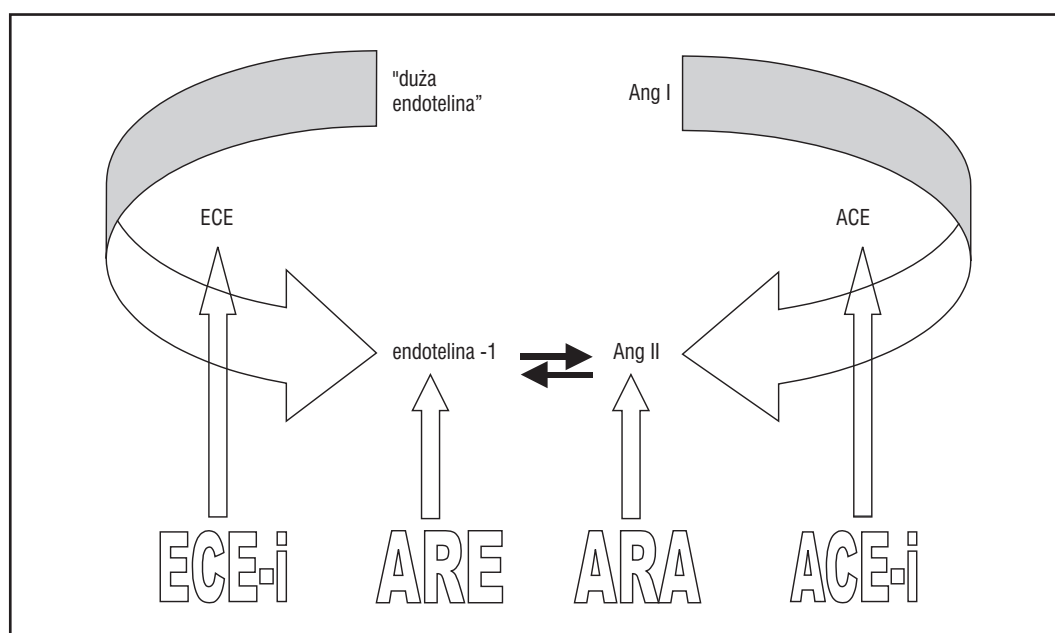 "duża
endotelina”
Ang I
ECE
ACE
endotelina -1
Ang II
ECE-i
ARE
ARA
ACE-i